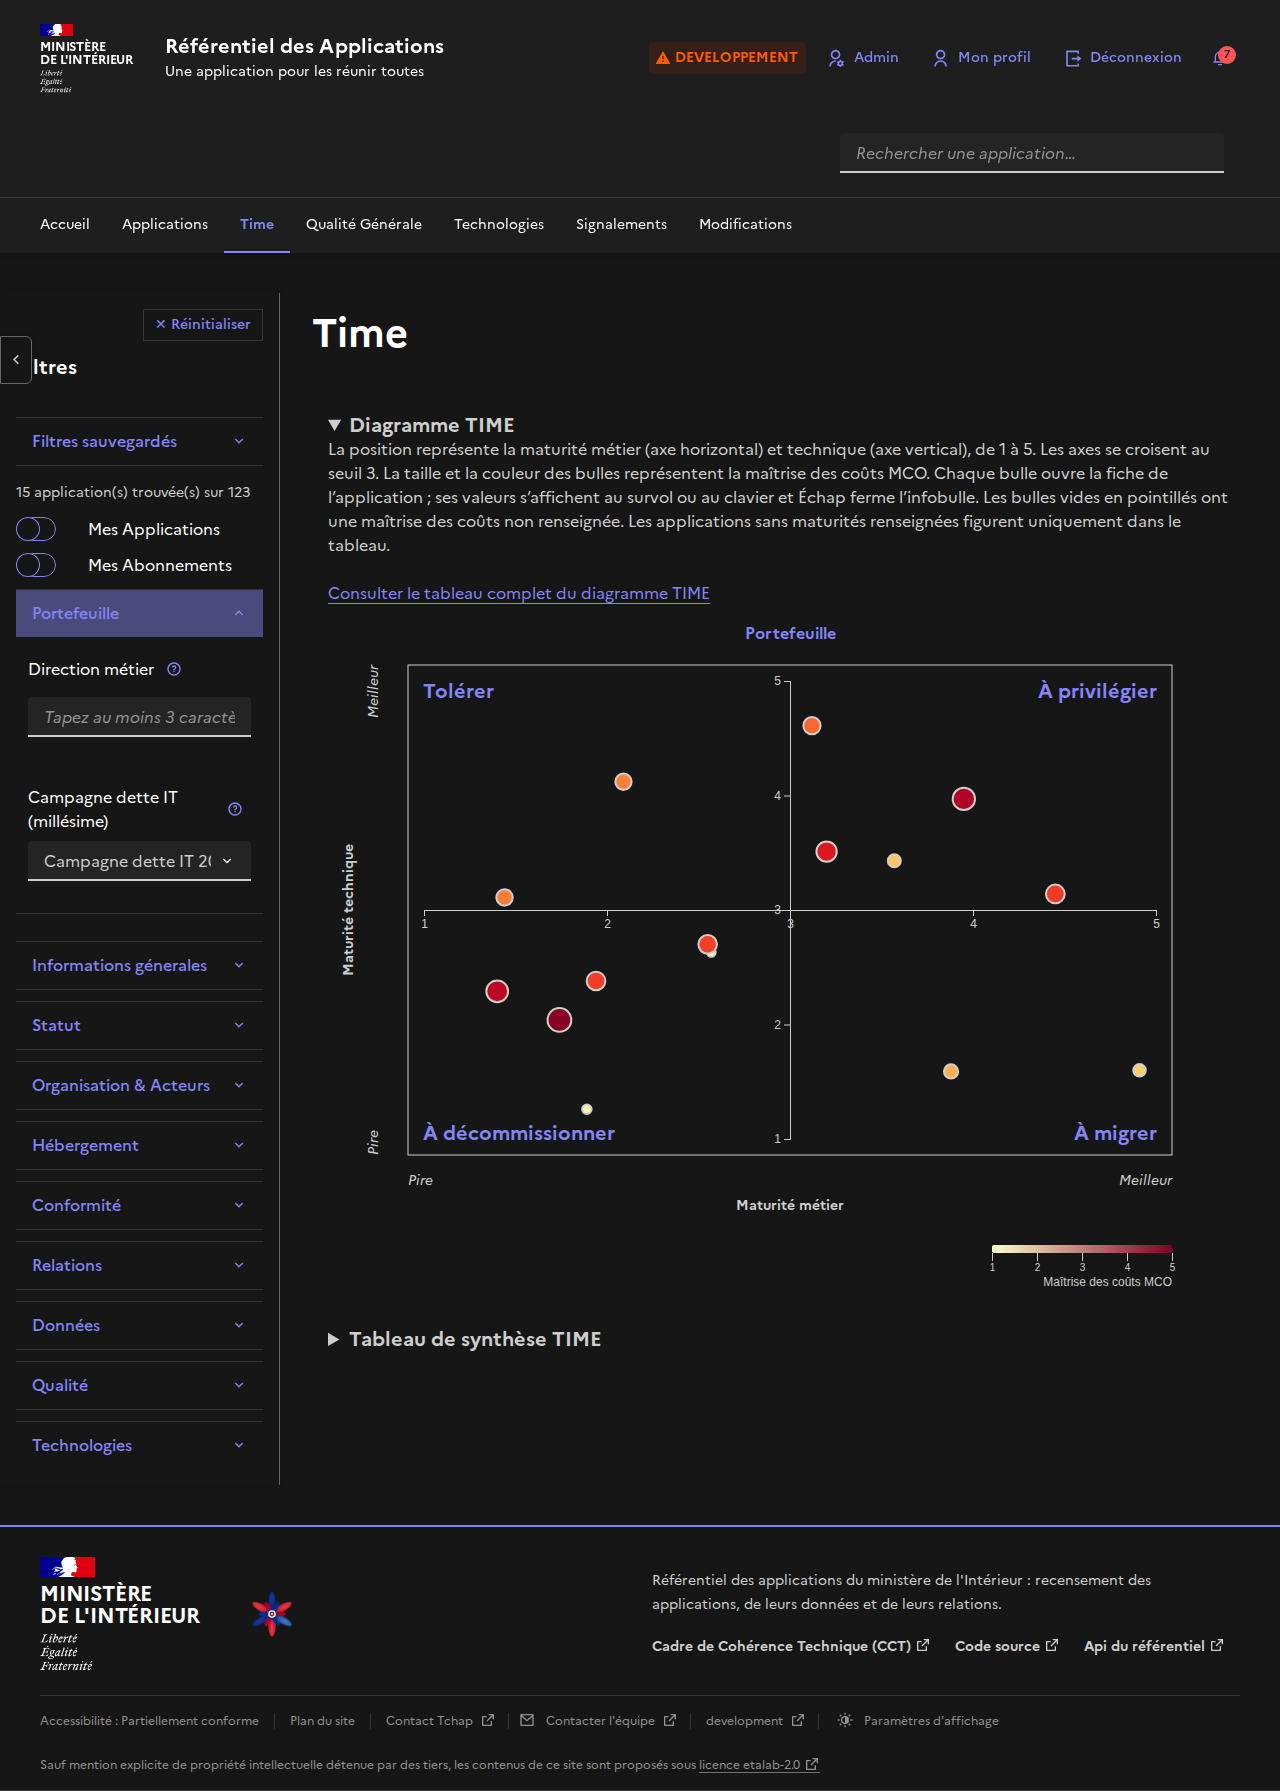 MINISTÈRE
DE L'INTÉRIEUR
Liberté
Égalité
Fraternité
Référentiel des Applications
Une application pour les réunir toutes
DEVELOPPEMENT
Admin
Mon profil
Déconnexion
7
Rechercher une application...
Accueil
Applications
Time
Qualité Générale
Technologies
Signalements
Modifications
Réinitialiser
ltres
Filtres sauvegardés
15 application(s) trouvée(s) sur 123
Mes Applications
Mes Abonnements
Portefeuille
Direction métier
Tapez au moins 3 caractè
Campagne dette IT
(millésime)
Campagne dette IT 20
Informations génerales
Statut
Organisation & Acteurs
Hébergement
Conformité
Relations
Données
Qualité
Technologies
Time
Diagramme TIME
La position représente la maturité métier (axe horizontal) et technique (axe vertical), de 1 à 5. Les axes se croisent au
seuil 3. La taille et la couleur des bulles représentent la maîtrise des coûts MCO. Chaque bulle ouvre la fiche de
l’application ; ses valeurs s’affichent au survol ou au clavier et Échap ferme l’infobulle. Les bulles vides en pointillés ont
une maîtrise des coûts non renseignée. Les applications sans maturités renseignées figurent uniquement dans le
tableau.
Consulter le tableau complet du diagramme TIME
Portefeuille
Meilleur
Maturité technique
Pire
Tolérer
À privilégier
À décommissionner
À migrer
5
4
3
2
1
1
2
3
4
5
Pire
Meilleur
Maturité métier
1
2
3
4
5
Maîtrise des coûts MCO
Tableau de synthèse TIME
MINISTÈRE
DE L'INTÉRIEUR
Liberté
Égalité
Fraternité
Référentiel des applications du ministère de l'Intérieur : recensement des
applications, de leurs données et de leurs relations.
Cadre de Cohérence Technique (CCT)
Code source
Api du référentiel
Accessibilité : Partiellement conforme
Plan du site
Contact Tchap
Contacter l'équipe
development
Paramètres d'affichage
Sauf mention explicite de propriété intellectuelle détenue par des tiers, les contenus de ce site sont proposés sous licence etalab-2.0